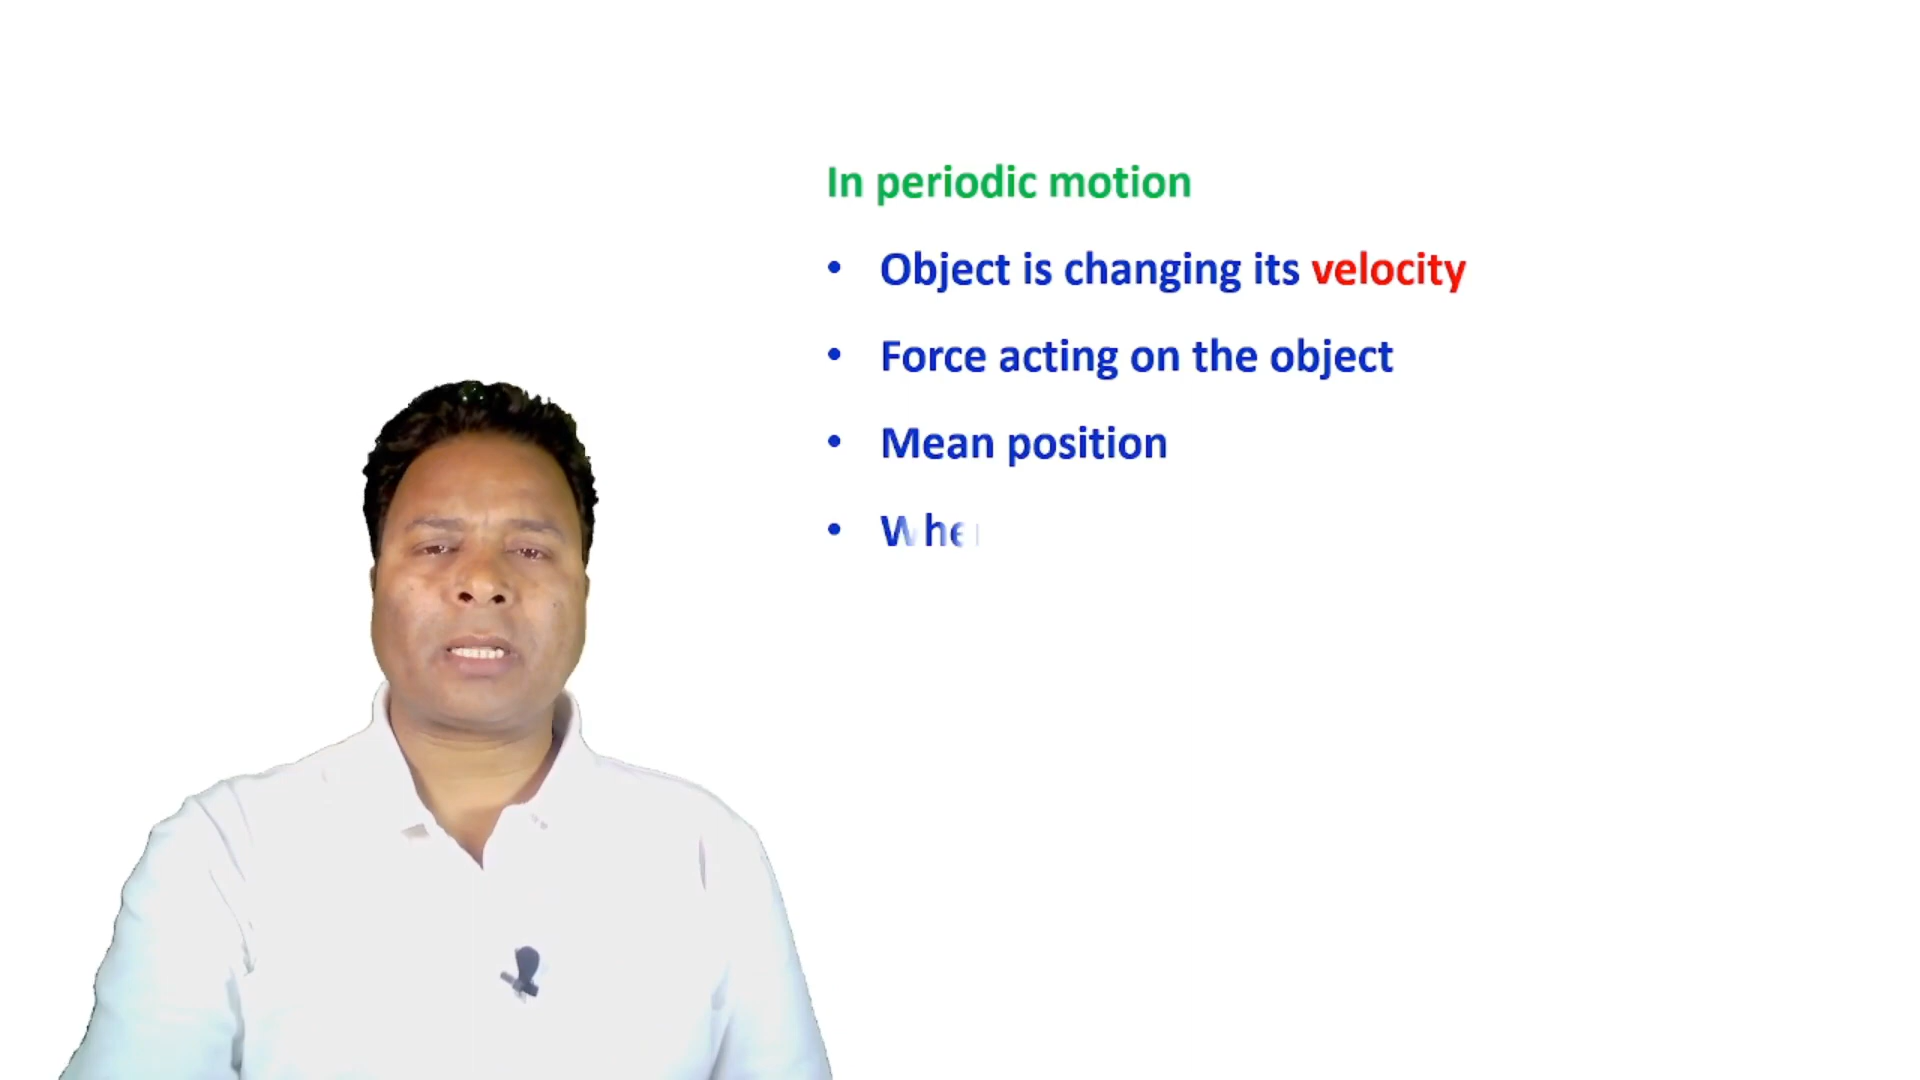 In periodic motion
• Object is changing its velocity
• Force acting on the object
• Mean position
•